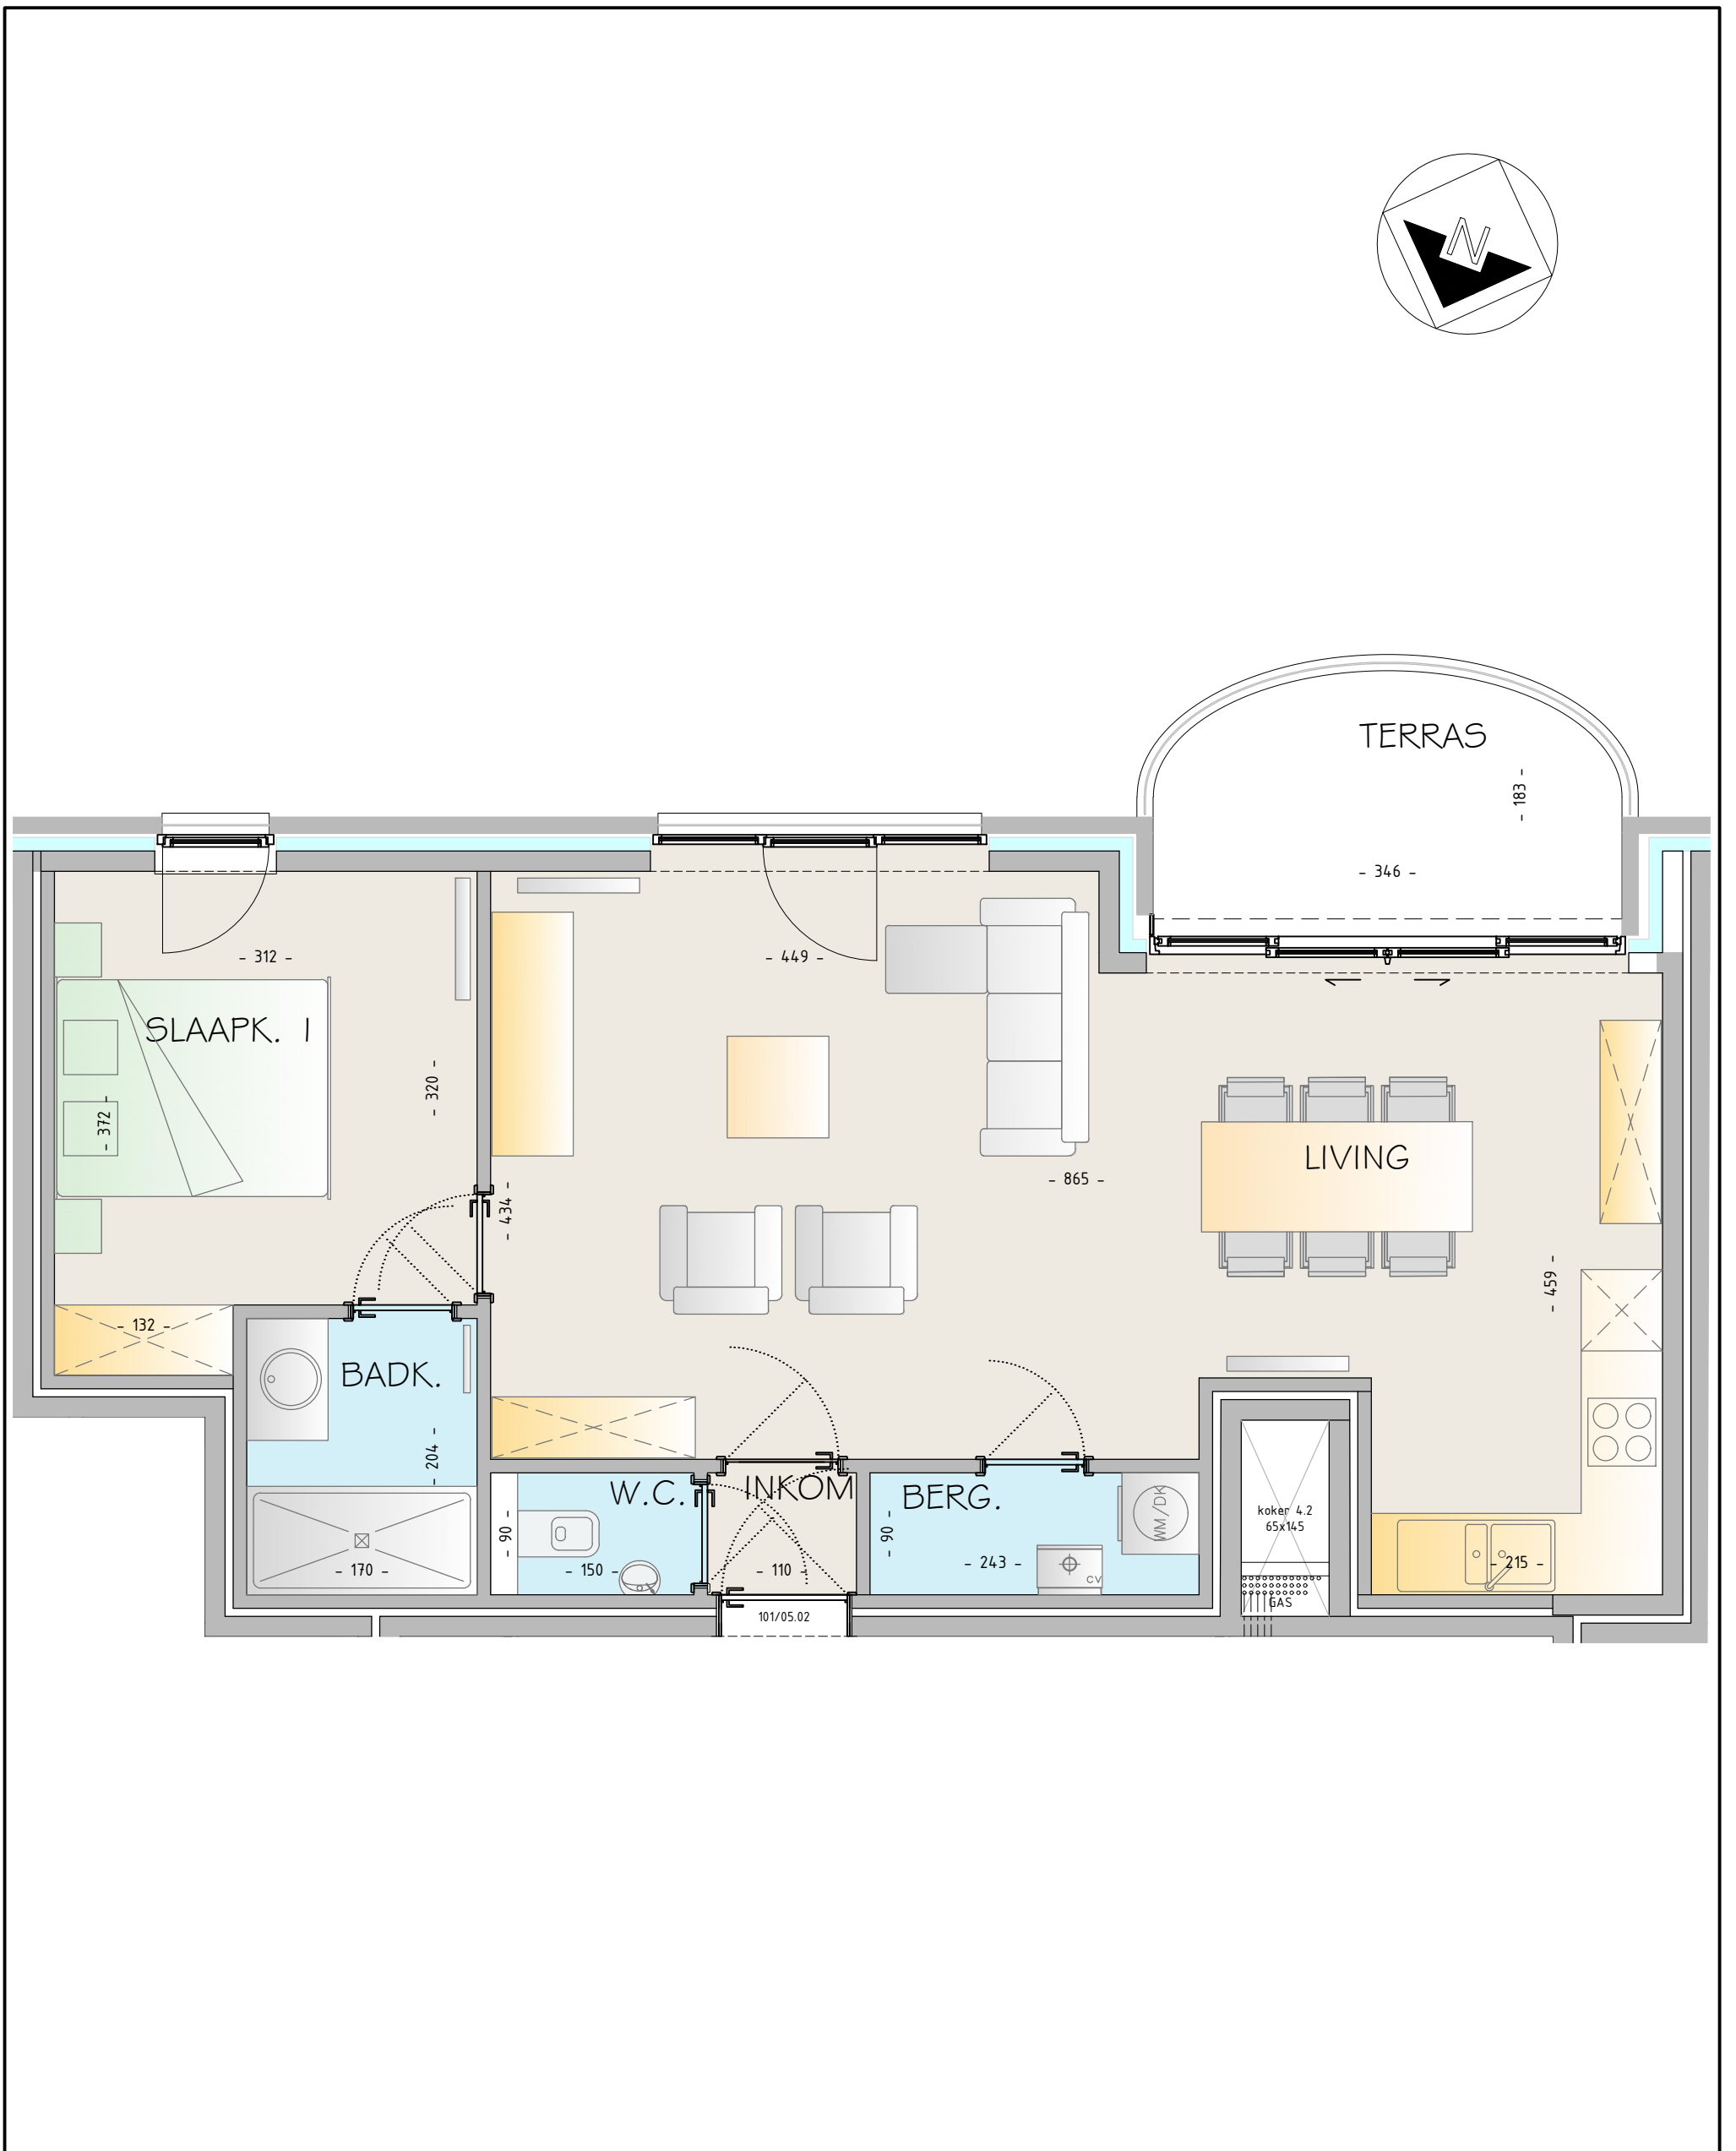 N
TERRAS
- 183 -
- 346 -
- 312 -
- 449 -
SLAAPK. 1
- 320 -
- 372 -
LIVING
- 865 -
- 434 -
- 459 -
- 132 -
BADK.
- 204 -
W.C.
INKOM
BERG.
WM/DK
koker 4.2
65x145
- 90 -
- 90 -
- 170 -
- 150 -
- 110 -
- 243 -
CV
- 215 -
GAS
101/05.02